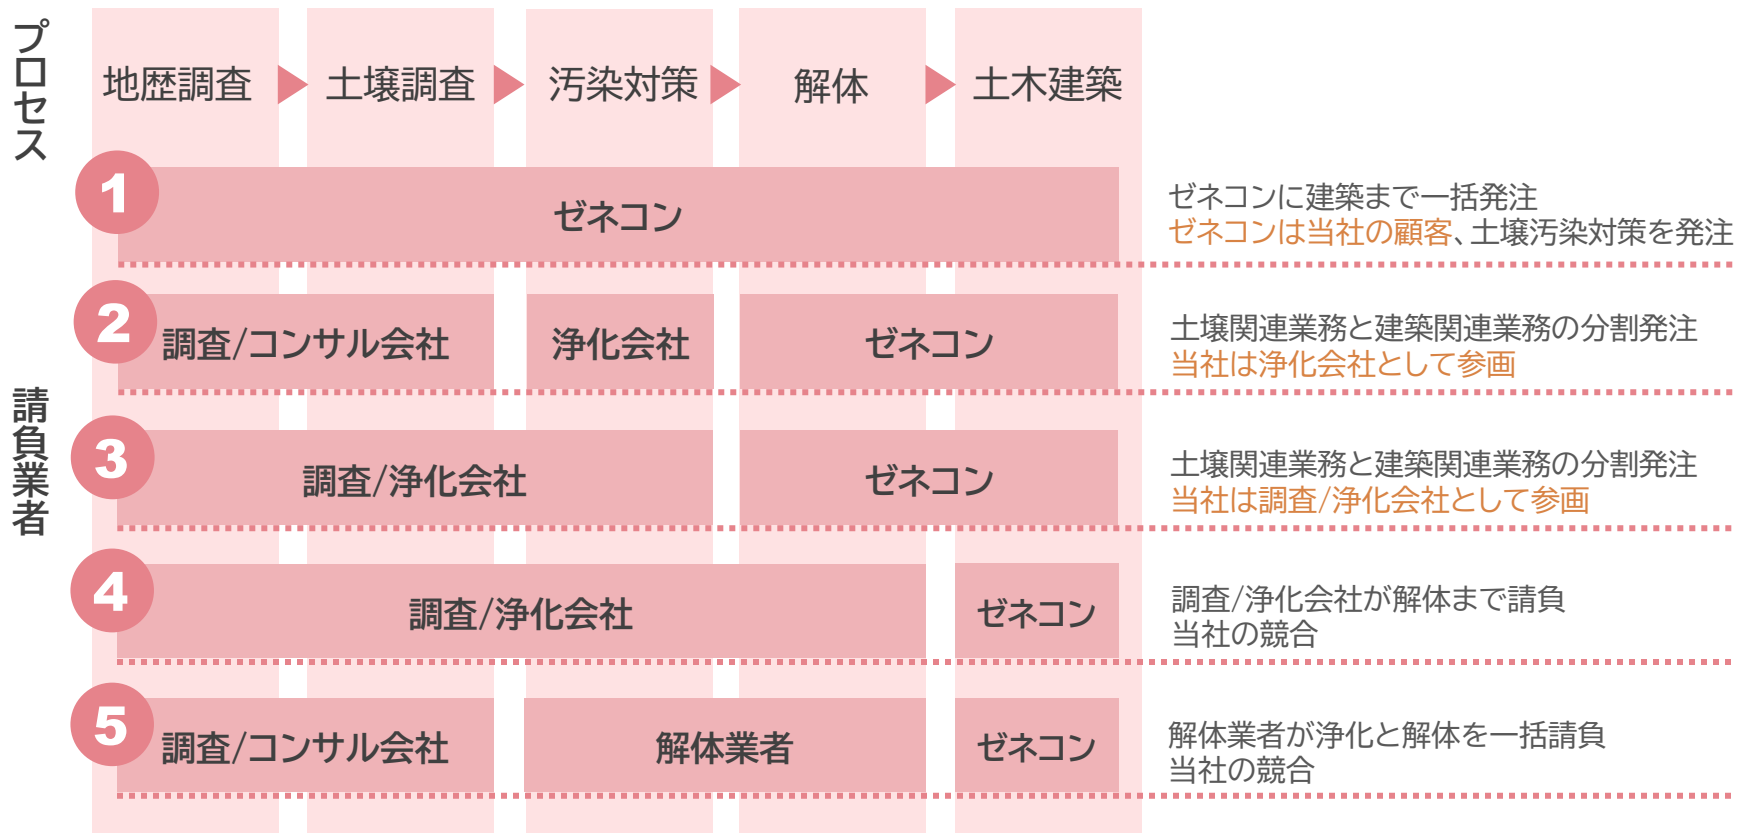 プロセス
地歴調査
土壌調査
汚染対策
解体
土木建築
請負業者
1
ゼネコン
ゼネコンに建築まで一括発注
ゼネコンは当社の顧客、土壌汚染対策を発注
2
調査/コンサル会社
浄化会社
ゼネコン
土壌関連業務と建築関連業務の分割発注
当社は浄化会社として参画
3
調査/浄化会社
ゼネコン
土壌関連業務と建築関連業務の分割発注
当社は調査/浄化会社として参画
4
調査/浄化会社
ゼネコン
調査/浄化会社が解体まで請負
当社の競合
5
調査/コンサル会社
解体業者
ゼネコン
解体業者が浄化と解体を一括請負
当社の競合